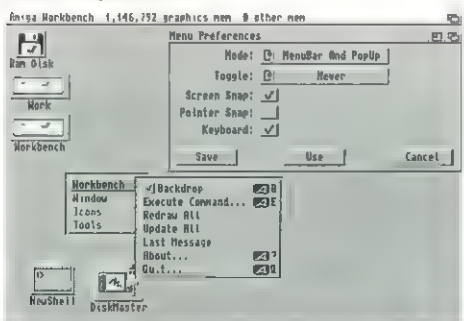 Amiga Workbench 1,146,792 graphics mem 0 other mem
Menu Preferences
Ram Disk
Work
Workbench
Mode: MenuBar And PopUp
Toggle: Never
Screen Snap:
Pointer Snap:
Keyboard:
Save Use Cancel
Workbench
Window
Icons
Tools
Backdrop B
Execute Command... E
Redraw All
Update All
Last Message
About... ?
Quit... Q
NewShell
DiskMaster